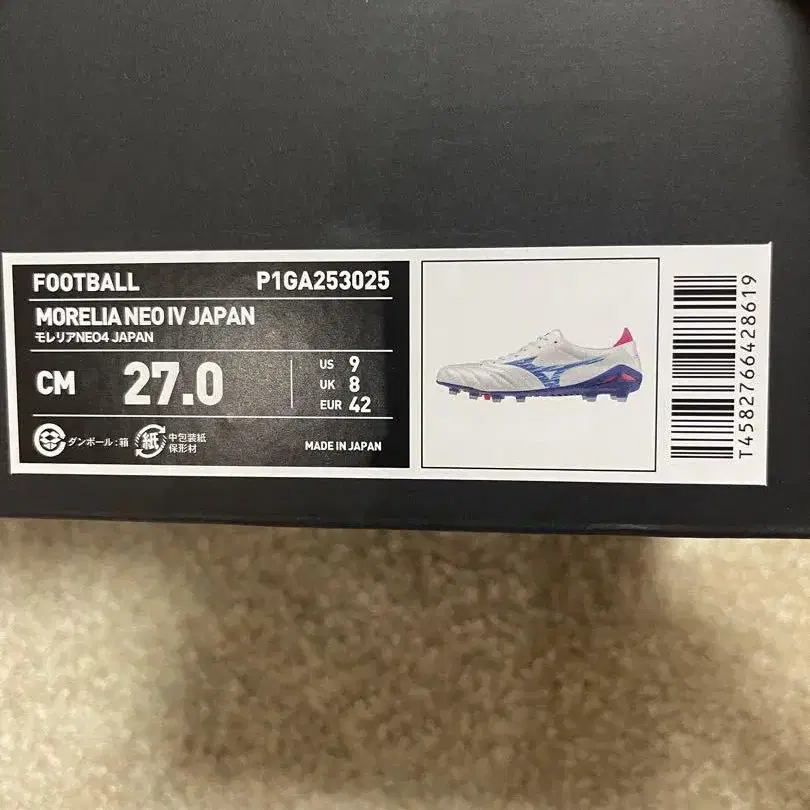 FOOTBALL P1GA253025
MORELIA NEO IV JAPAN
モレリアNEO4 JAPAN
CM 27.0
US 9
UK 8
EUR 42
ダンボール:箱
紙 中包装紙
保形材
MADE IN JAPAN
T4582766428619